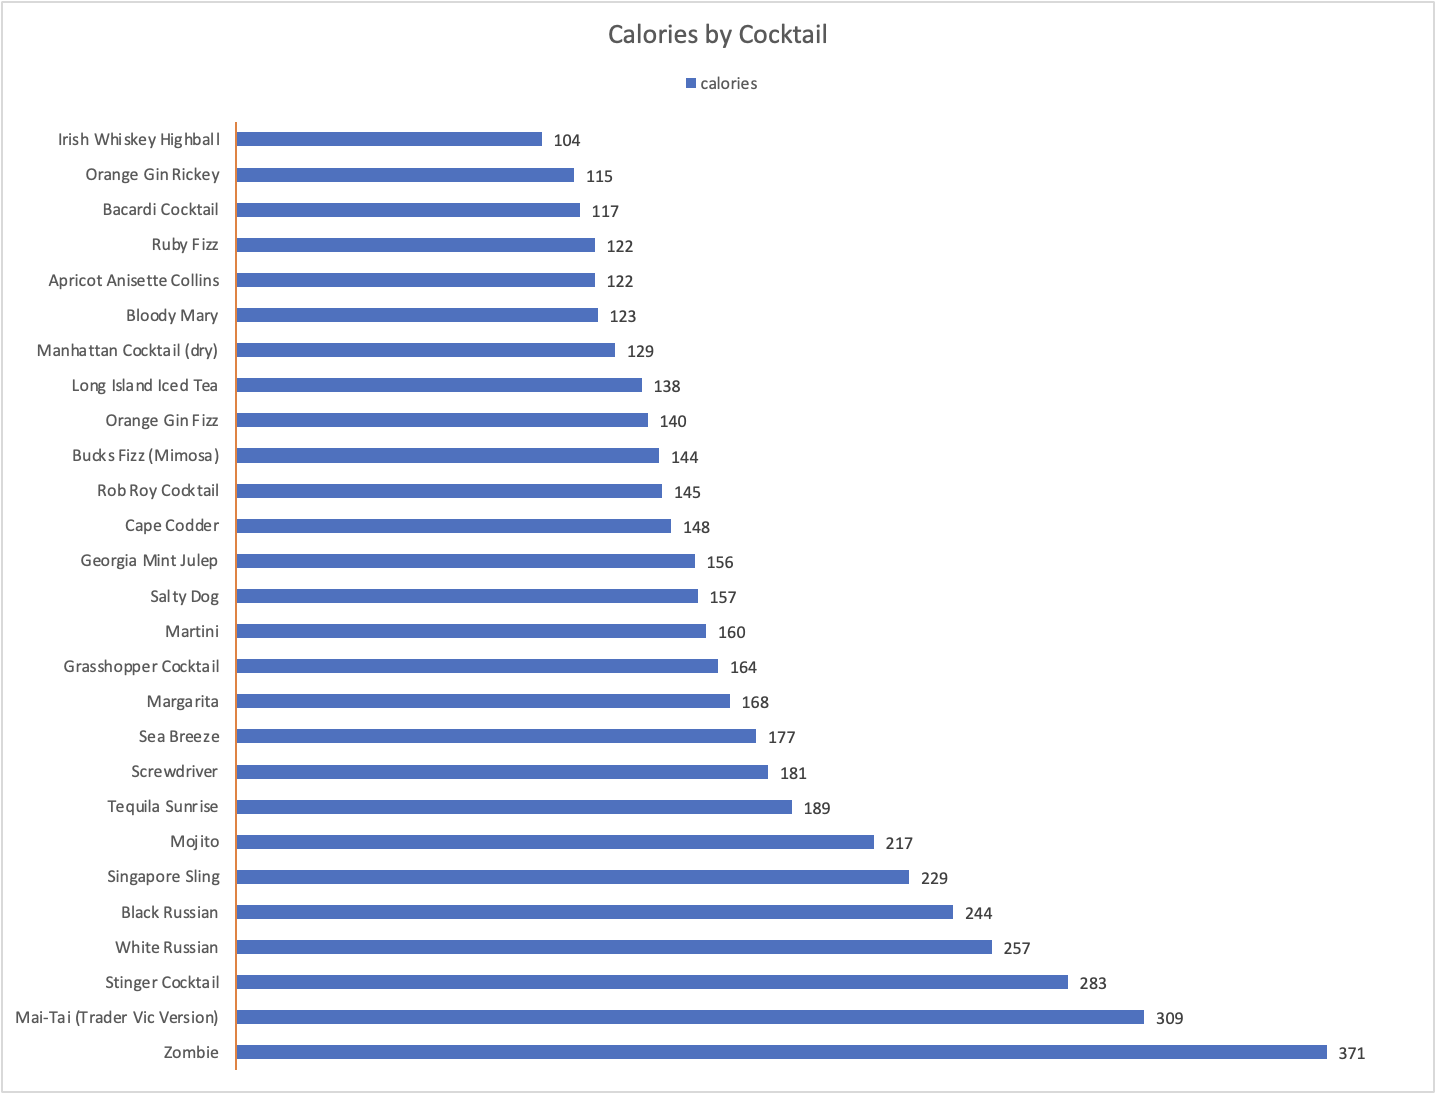 Calories by Cocktail
calories
Irish Whiskey Highball 104
Orange Gin Rickey 115
Bacardi Cocktail 117
Ruby Fizz 122
Apricot Anisette Collins 122
Bloody Mary 123
Manhattan Cocktail (dry) 129
Long Island Iced Tea 138
Orange Gin Fizz 140
Bucks Fizz (Mimosa) 144
Rob Roy Cocktail 145
Cape Codder 148
Georgia Mint Julep 156
Salty Dog 157
Martini 160
Grasshopper Cocktail 164
Margarita 168
Sea Breeze 177
Screwdriver 181
Tequila Sunrise 189
Mojito 217
Singapore Sling 229
Black Russian 244
White Russian 257
Stinger Cocktail 283
Mai-Tai (Trader Vic Version) 309
Zombie 371